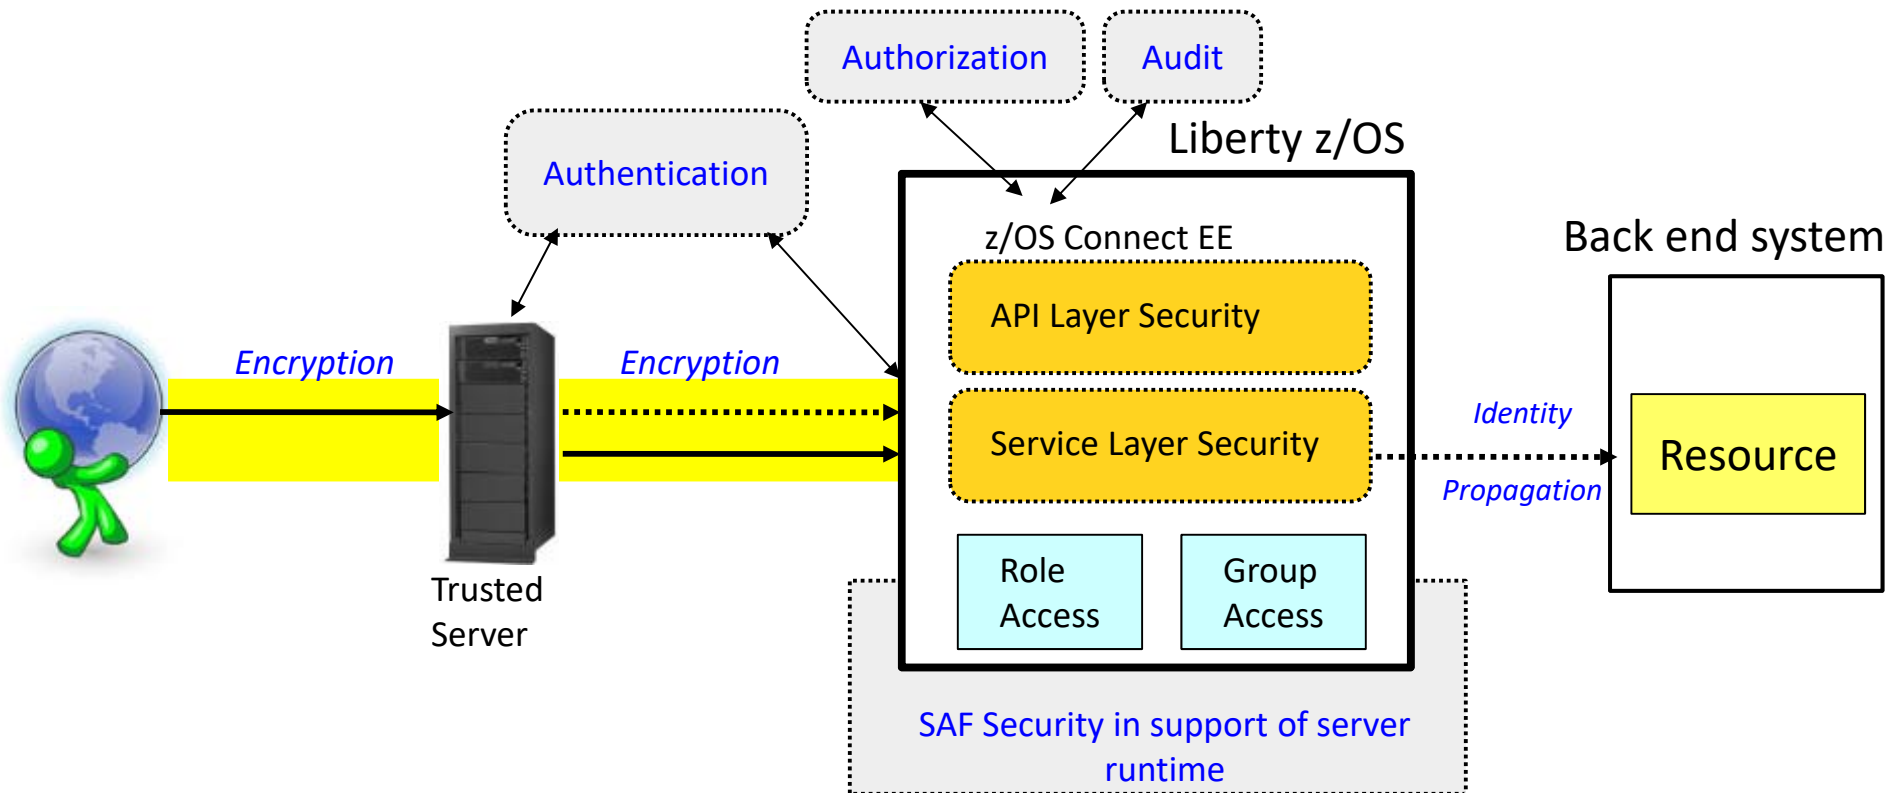 Authorization
Audit
Liberty z/OS
Authentication
z/OS Connect EE
Back end system
API Layer Security
Encryption
Encryption
Service Layer Security
Identity
Propagation
Resource
Role
Access
Group
Access
Trusted
Server
SAF Security in support of server
runtime